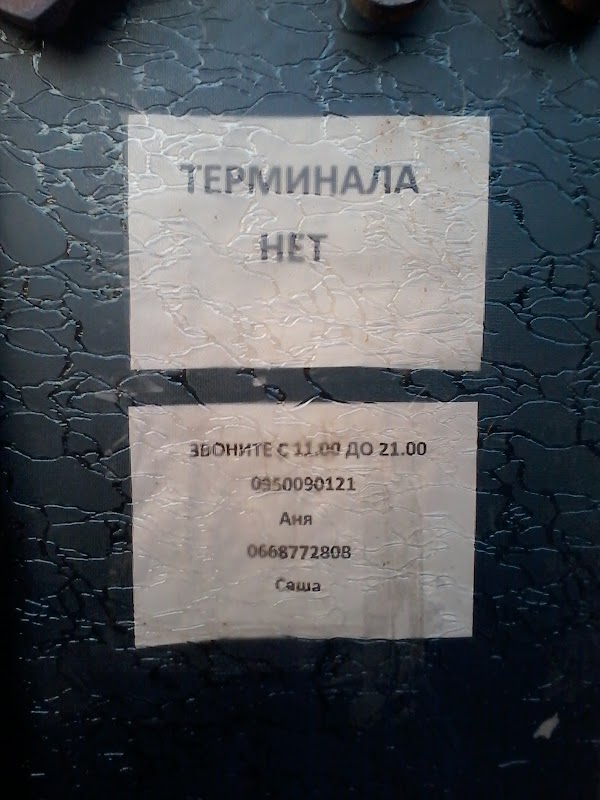 ТЕРМИНАЛА
НЕТ
ЗВОНИТЕ С 11.00 ДО 21.00
0950090121
Аня
0668772808
Саша